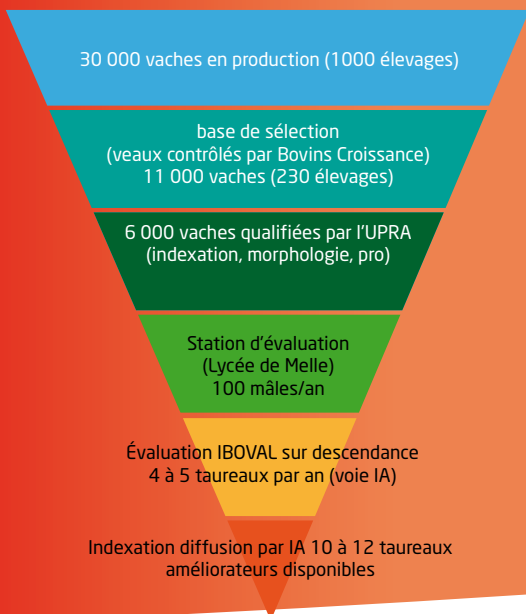 30 000 vaches en production (1000 élevages)
base de sélection
(veaux contrôlés par Bovins Croissance)
11 000 vaches (230 élevages)
6 000 vaches qualifiées par l'UPRA
(indexation, morphologie, pro)
Station d'évaluation
(Lycée de Melle)
100 mâles/an
Évaluation IBOVAL sur descendance
4 à 5 taureaux par an (voie IA)
Indexation diffusion par IA 10 à 12 taureaux
améliorateurs disponibles